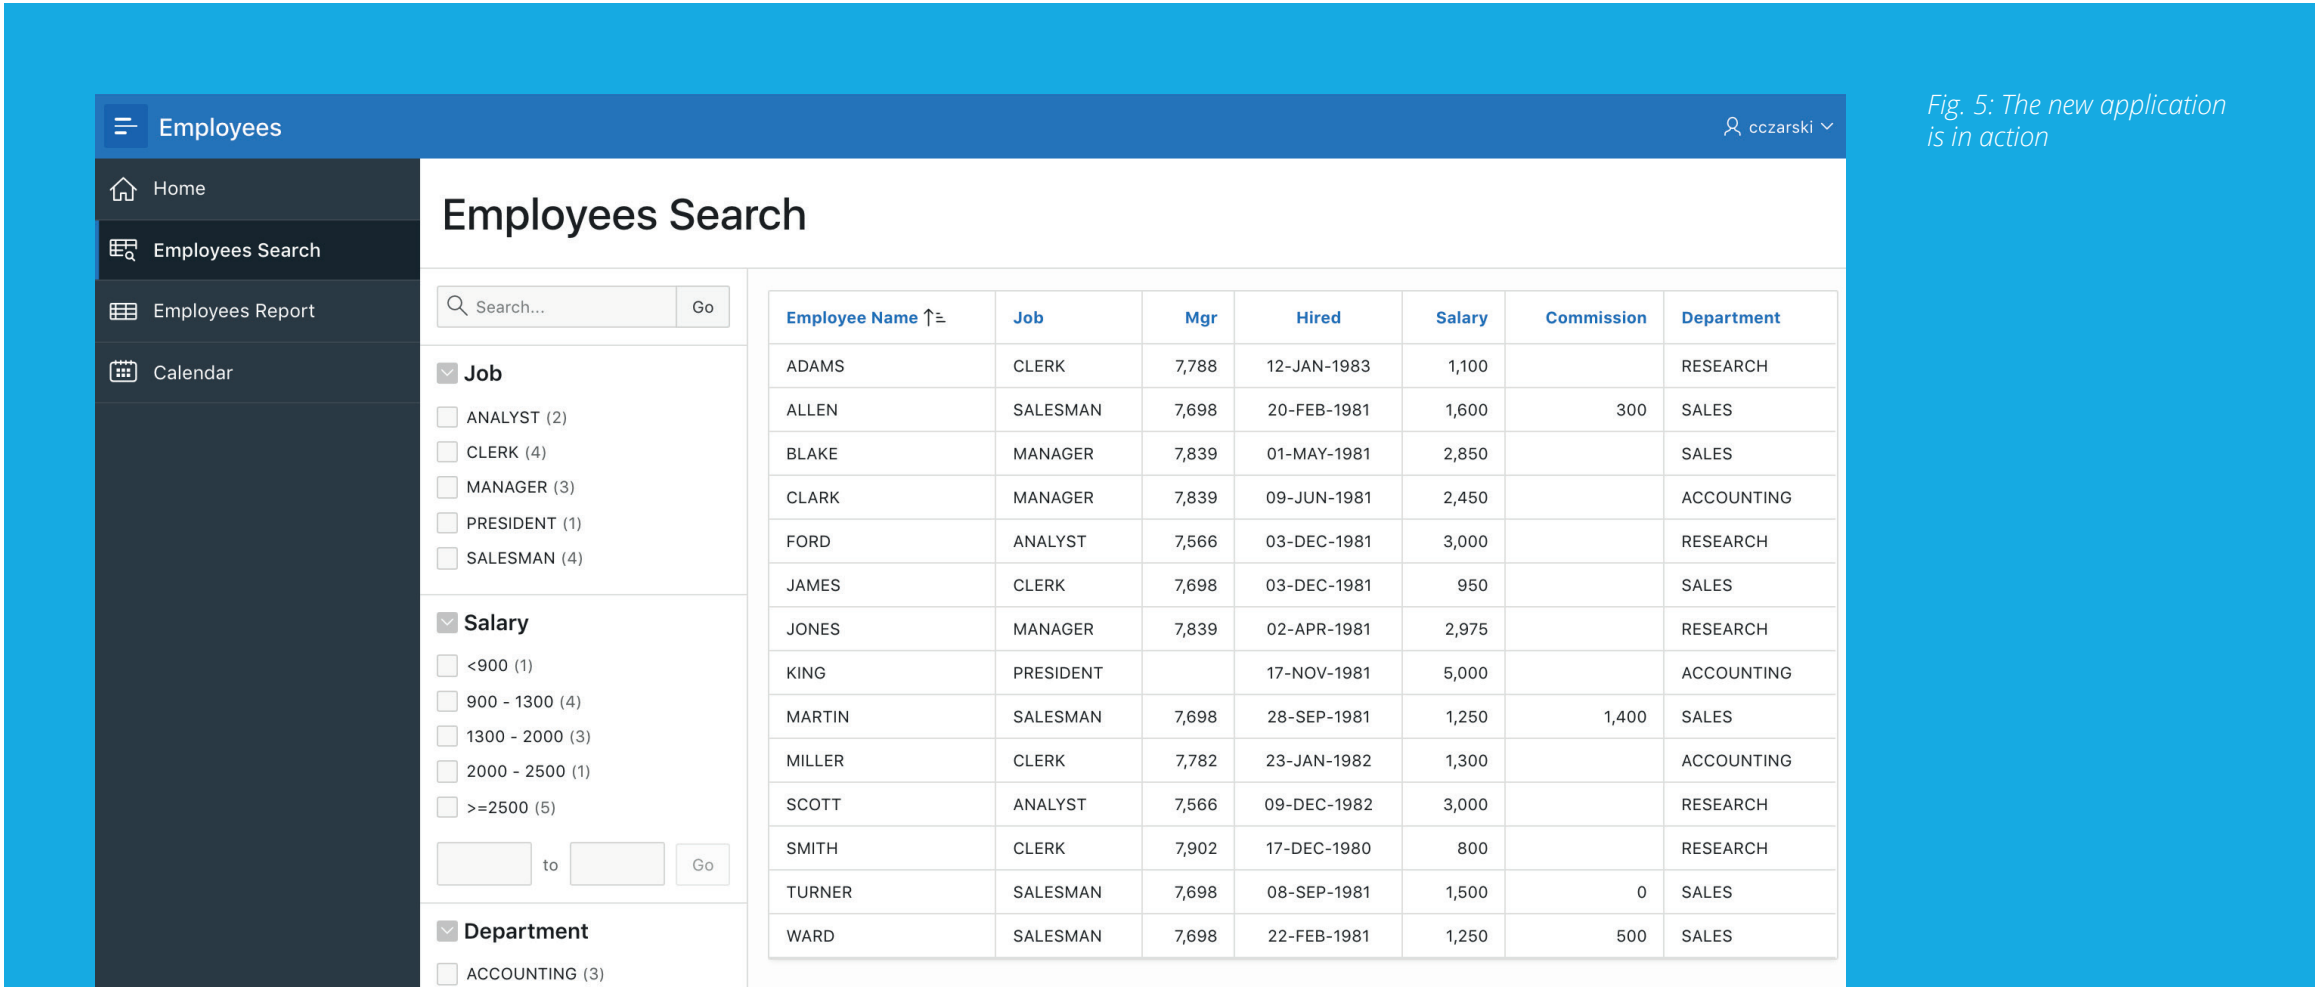 Employees
cczarski
Fig. 5: The new application
is in action
Home
Employees Search
Employees Report
Calendar
Employees Search
Search...
Go
Job
ANALYST (2)
CLERK (4)
MANAGER (3)
PRESIDENT (1)
SALESMAN (4)
Salary
<900 (1)
900 - 1300 (4)
1300 - 2000 (3)
2000 - 2500 (1)
>=2500 (5)
to
Go
Department
ACCOUNTING (3)
Employee Name Job Mgr Hired Salary Commission Department
ADAMS CLERK 7,788 12-JAN-1983 1,100 RESEARCH
ALLEN SALESMAN 7,698 20-FEB-1981 1,600 300 SALES
BLAKE MANAGER 7,839 01-MAY-1981 2,850 SALES
CLARK MANAGER 7,839 09-JUN-1981 2,450 ACCOUNTING
FORD ANALYST 7,566 03-DEC-1981 3,000 RESEARCH
JAMES CLERK 7,698 03-DEC-1981 950 SALES
JONES MANAGER 7,839 02-APR-1981 2,975 RESEARCH
KING PRESIDENT 17-NOV-1981 5,000 ACCOUNTING
MARTIN SALESMAN 7,698 28-SEP-1981 1,250 1,400 SALES
MILLER CLERK 7,782 23-JAN-1982 1,300 ACCOUNTING
SCOTT ANALYST 7,566 09-DEC-1982 3,000 RESEARCH
SMITH CLERK 7,902 17-DEC-1980 800 RESEARCH
TURNER SALESMAN 7,698 08-SEP-1981 1,500 0 SALES
WARD SALESMAN 7,698 22-FEB-1981 1,250 500 SALES